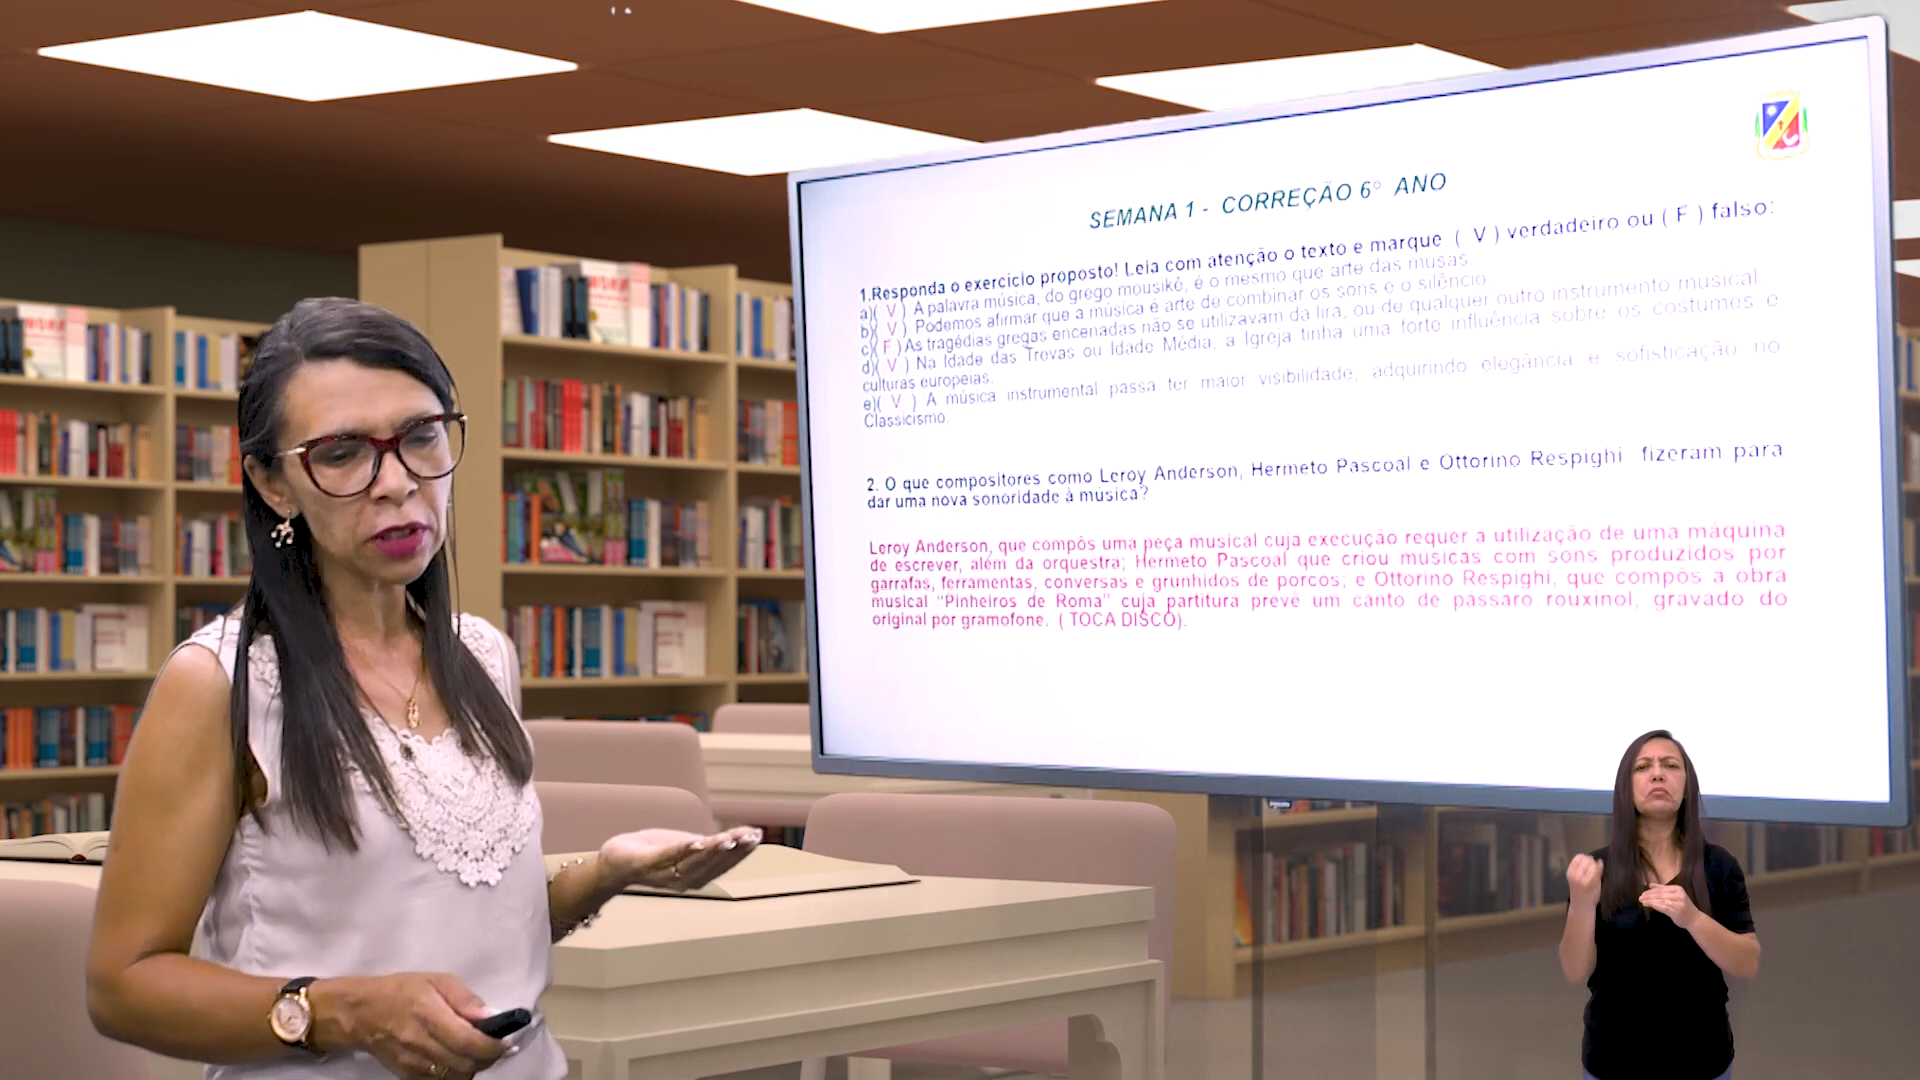 SEMANA 1 - CORREÇÃO 6º ANO
1.Responda o exercício proposto! Leia com atenção o texto e marque ( V ) verdadeiro ou ( F ) falso:
a)( V ) A palavra música, do grego mousikê, é o mesmo que arte das musas.
b)( V ) Podemos afirmar que a música é arte de combinar os sons e o silêncio
c)( F ) As tragédias gregas encenadas não se utilizavam da lira, ou de qualquer outro instrumento musical
d)( V ) Na Idade das Trevas ou Idade Média, a Igreja tinha uma forte influência sobre os costumes e
culturas europeias.
e)( V ) A música instrumental passa ter maior visibilidade, adquirindo elegância e sofisticação no
Classicismo.
2. O que compositores como Leroy Anderson, Hermeto Pascoal e Ottorino Respighi fizeram para
dar uma nova sonoridade à música?
Leroy Anderson, que compôs uma peça musical cuja execução requer a utilização de uma máquina
de escrever, além da orquestra; Hermeto Pascoal que criou musicas com sons produzidos por
garrafas, ferramentas, conversas e grunhidos de porcos; e Ottorino Respighi, que compôs a obra
musical "Pinheiros de Roma" cuja partitura prevê um canto de pássaro rouxinol, gravado do
original por gramofone. ( TOCA DISCO).